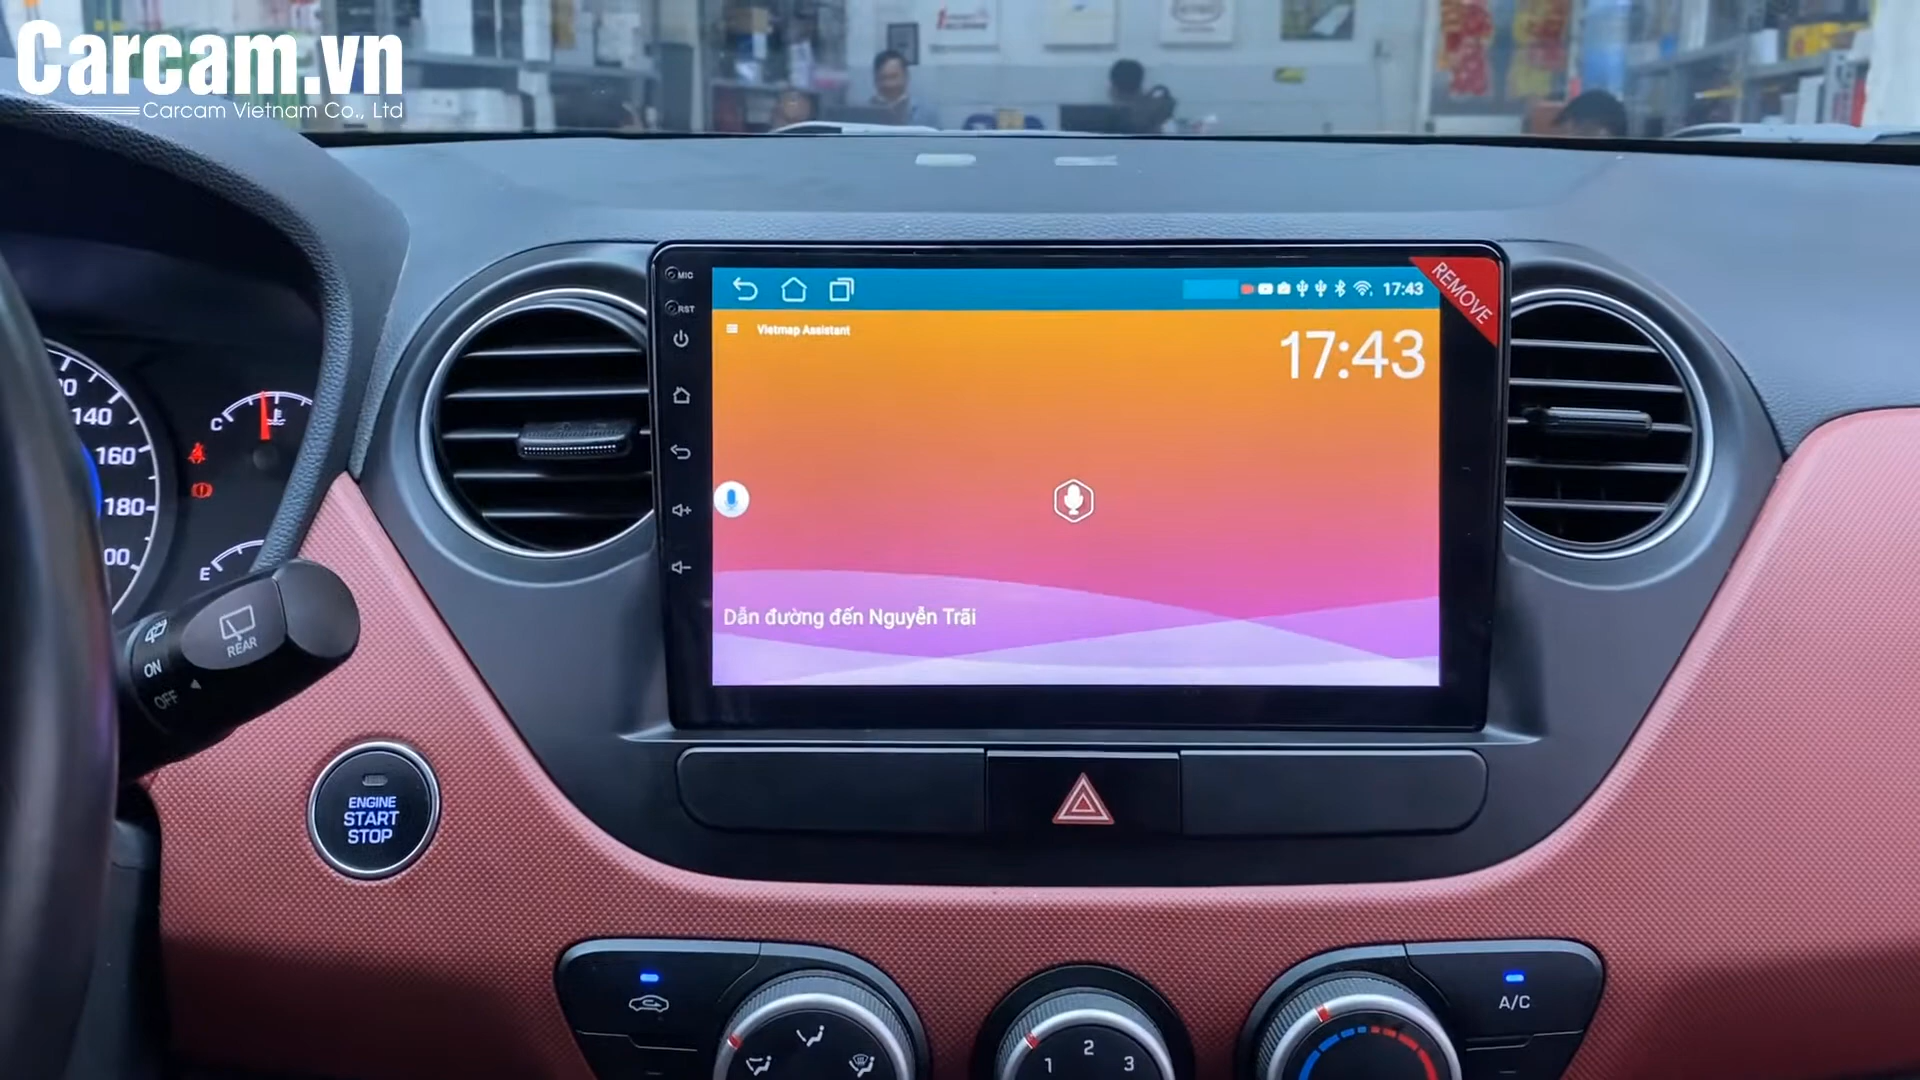 Carcam.vn
Carcam Vietnam Co., Ltd
MIC
RST
17:43
REMOVE
Vietmap Assistant
17:43
Dẫn đường đến Nguyễn Trãi
140
160
180
C
E
REAR
ON
OFF
ENGINE
START
STOP
A/C
1
2
3